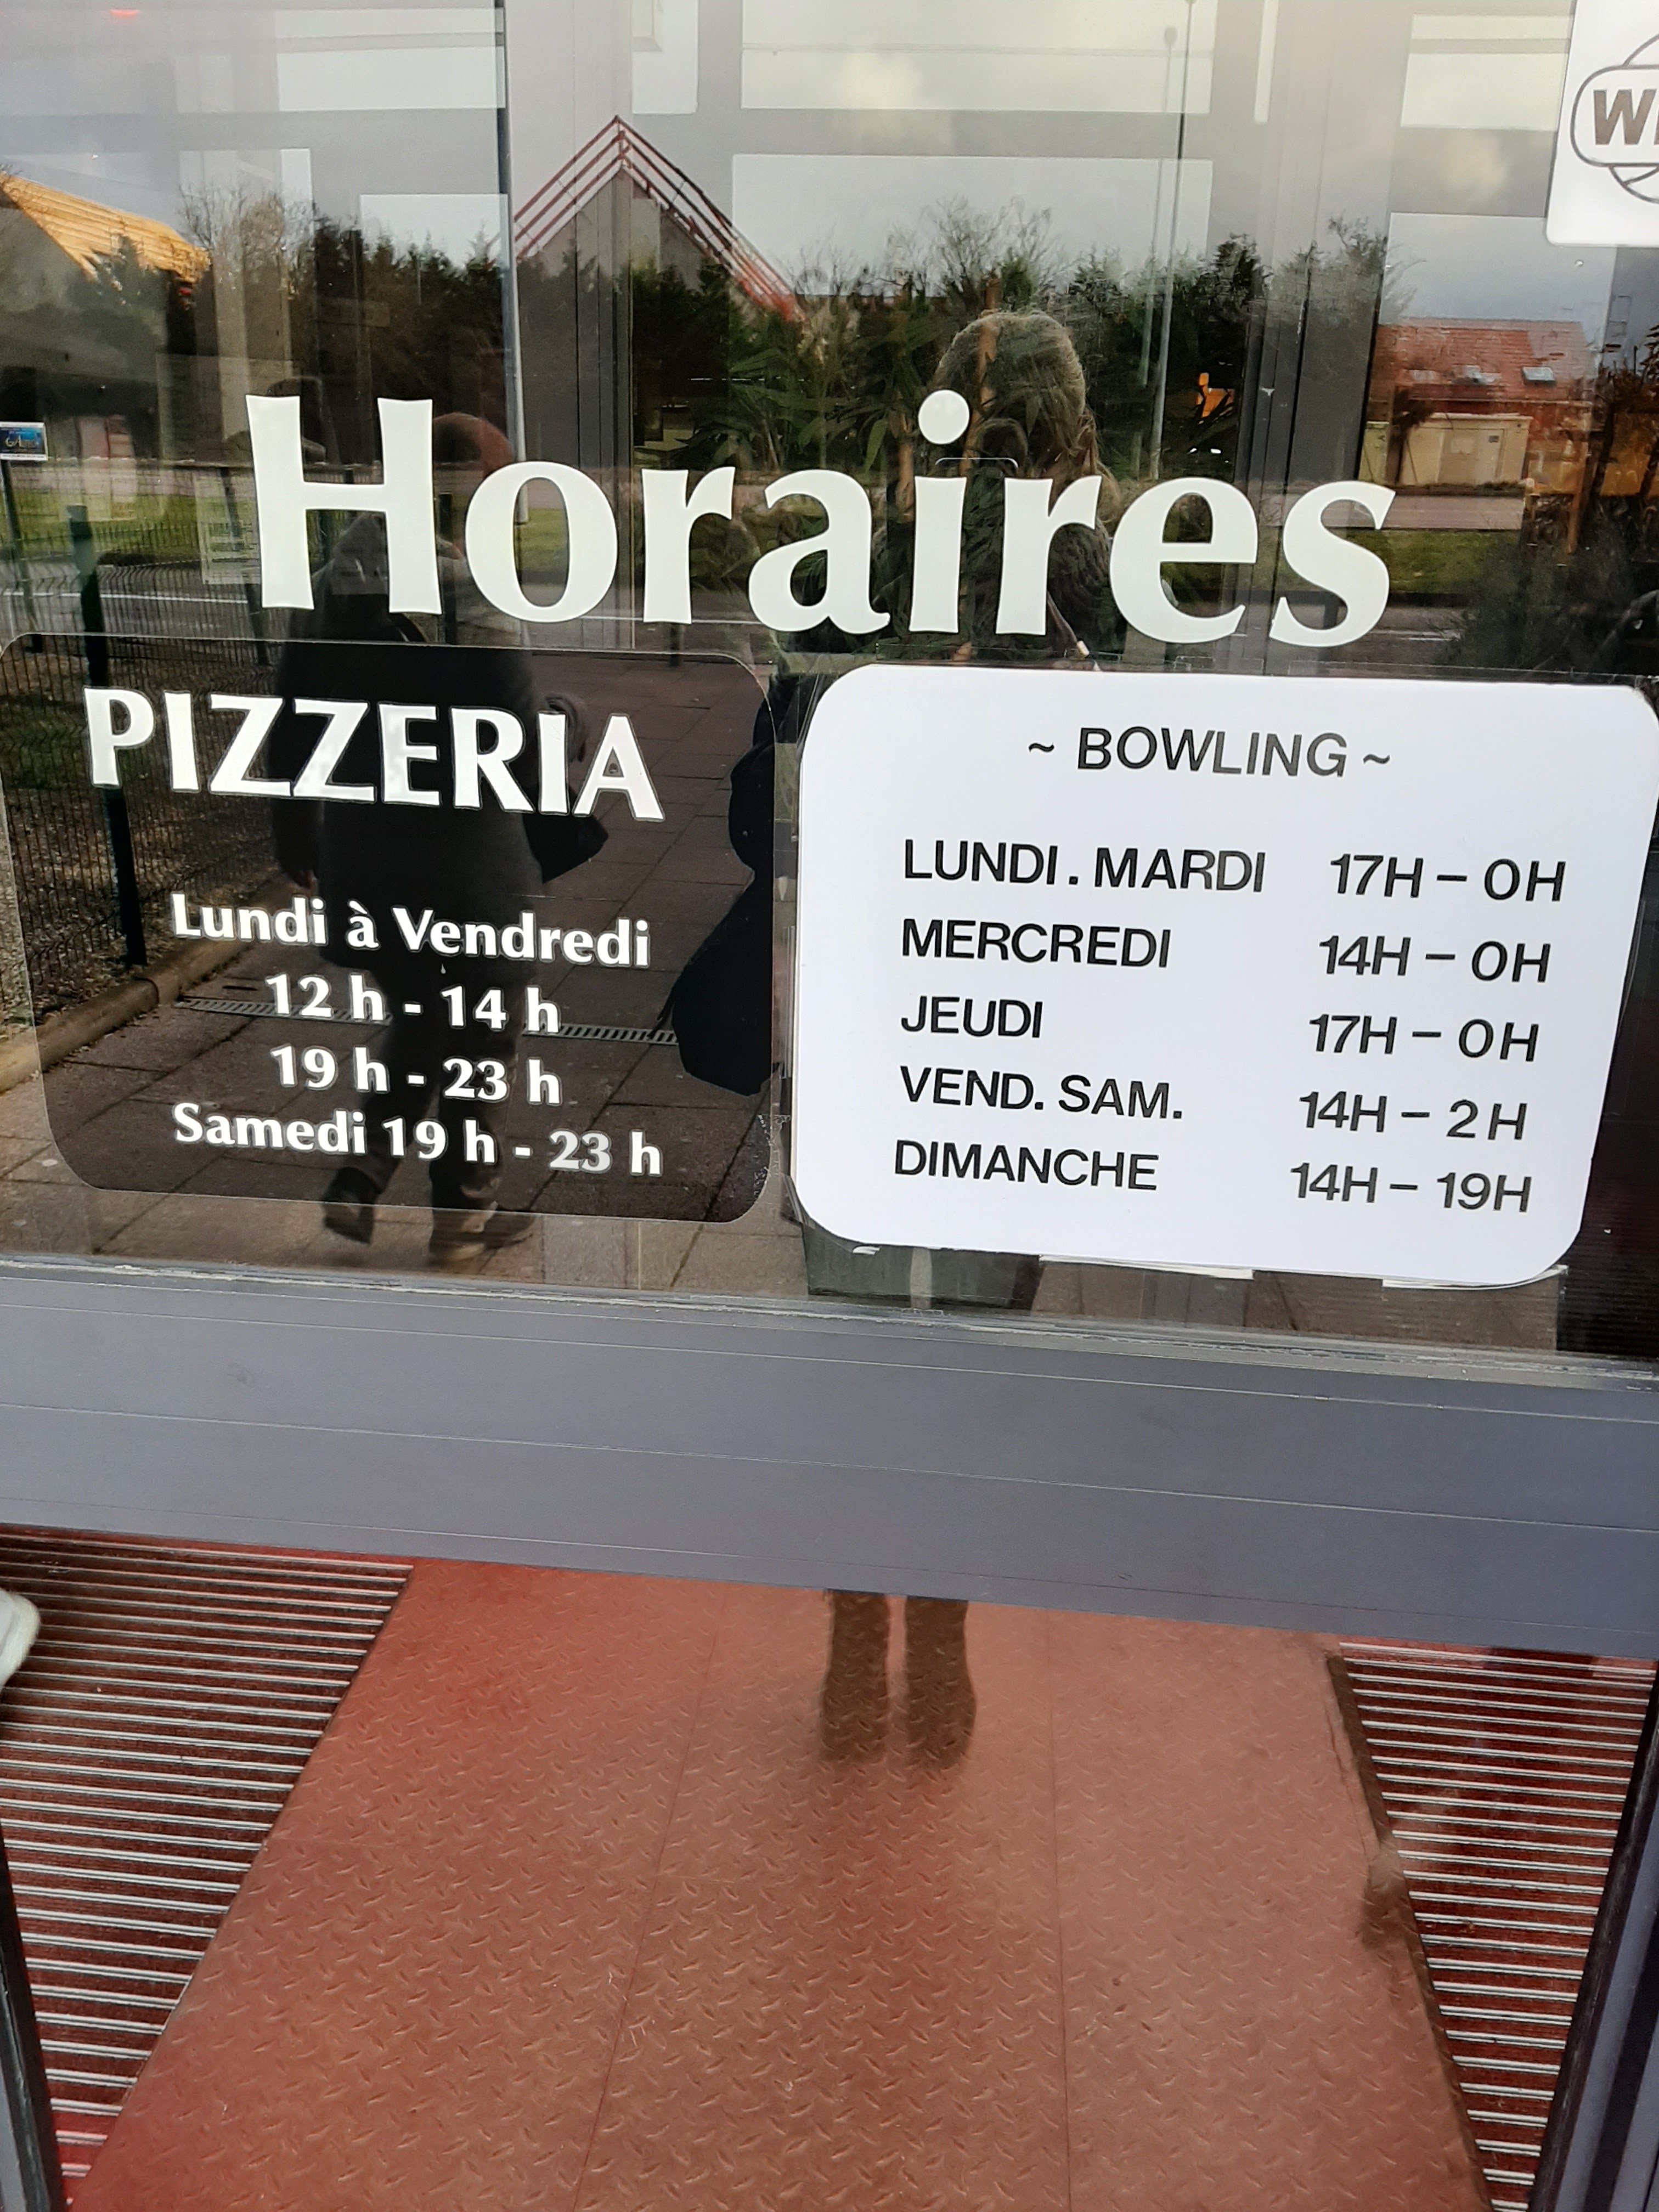 Horaires
PIZZERIA
Lundi à Vendredi
12 h - 14 h
19 h - 23 h
Samedi 19 h - 23 h
~ BOWLING ~
LUNDI . MARDI 17H – 0H
MERCREDI 14H – 0H
JEUDI 17H – 0H
VEND. SAM. 14H – 2H
DIMANCHE 14H – 19H